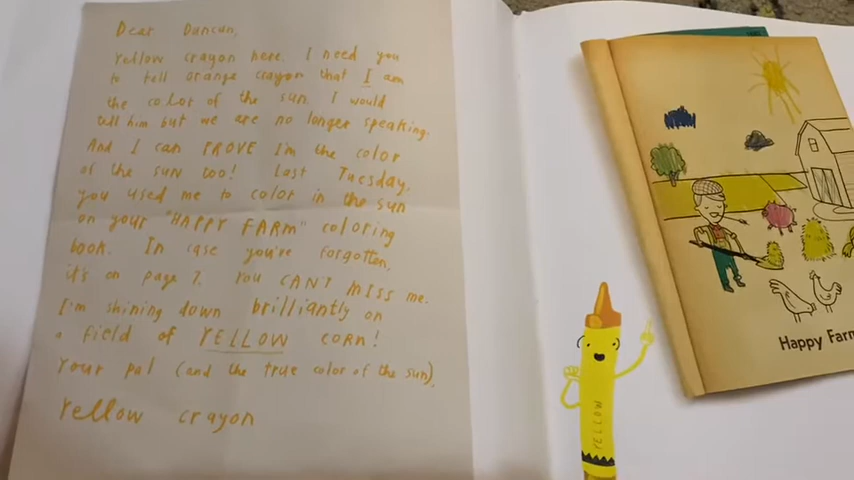 Dear Duncan,
Yellow crayon here. I need you
to tell orange crayon that I am
the color of the sun. I would
tell him but we are no longer speaking.
And I can PROVE I'm the color
of the sun too! Last Tuesday,
you used me to color in the sun
on your "HAPPY FARM" coloring
book. In case you've forgotten,
it's on page 7. You CAN'T MISS me.
I'm shining down brilliantly on
a field of YELLOW corn!
Your pal (and the true color of the sun),
Yellow crayon
YELLOW
Happy Farm